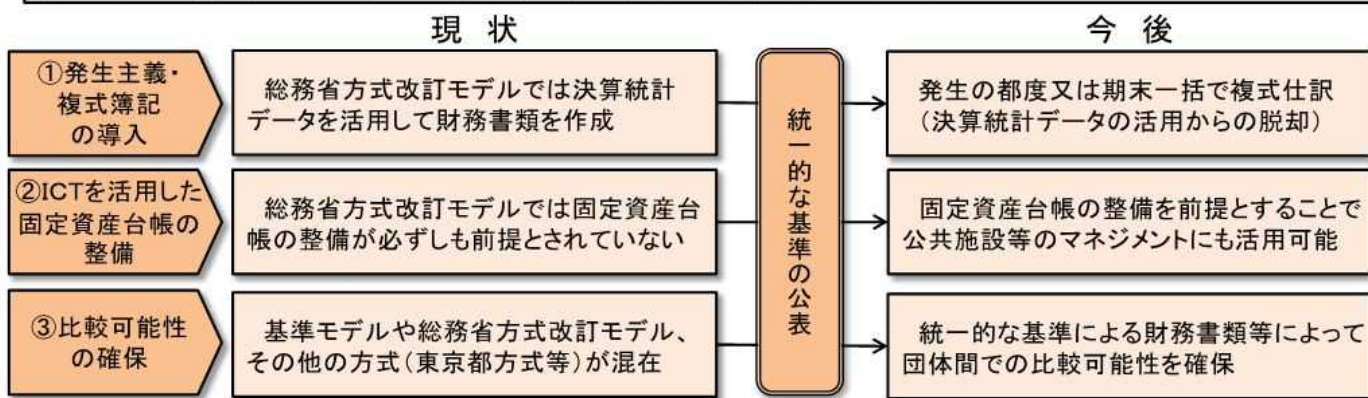 現 状
今 後
①発生主義・
複式簿記
の導入
総務省方式改訂モデルでは決算統計
データを活用して財務書類を作成
発生の都度又は期末一括で複式仕訳
（決算統計データの活用からの脱却）
②ICTを活用した
固定資産台帳の
整備
総務省方式改訂モデルでは固定資産台
帳の整備が必ずしも前提とされていない
固定資産台帳の整備を前提とすることで
公共施設等のマネジメントにも活用可能
③比較可能性
の確保
基準モデルや総務省方式改訂モデル、
その他の方式（東京都方式等）が混在
統一的な基準による財務書類等によって
団体間での比較可能性を確保
統一的な基準の公表